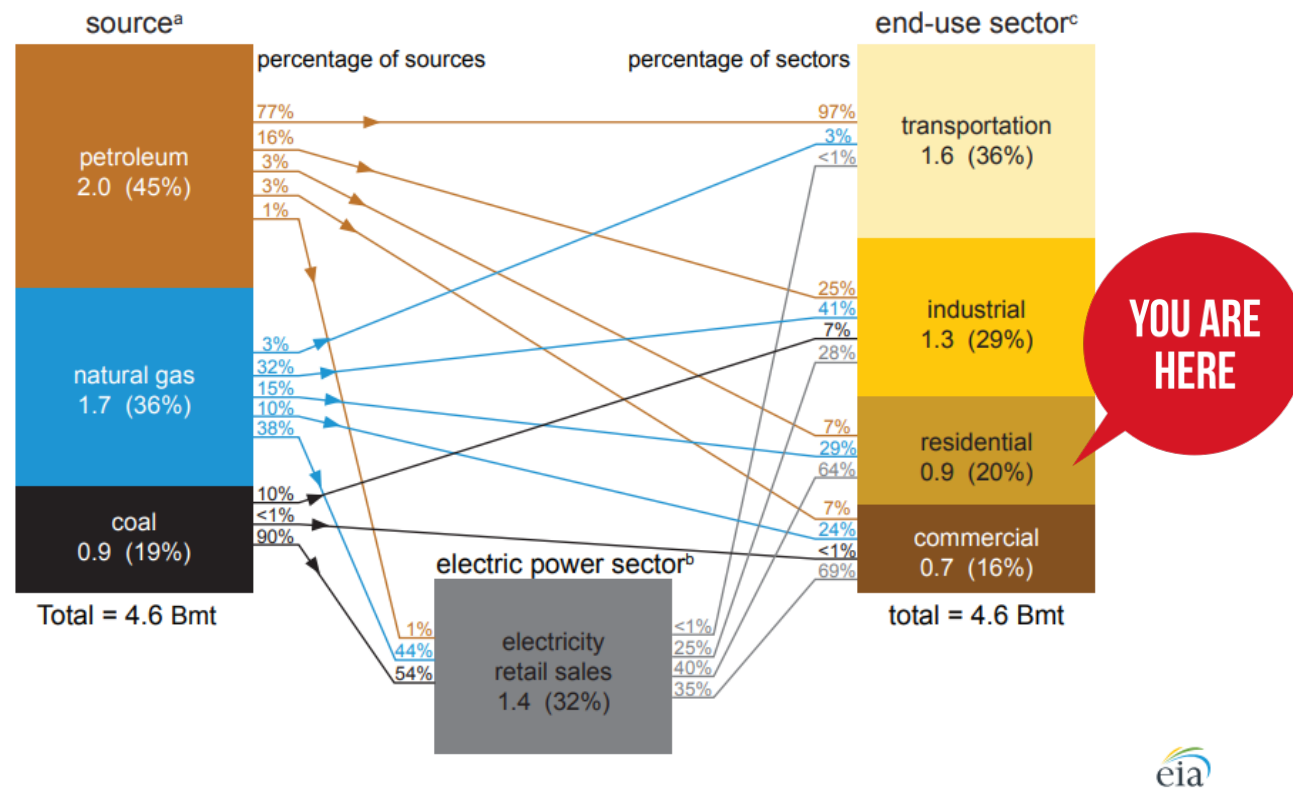 sourceᵃ
end-use sectorᶜ
percentage of sources
percentage of sectors
petroleum
2.0 (45%)
77%
16%
3%
3%
1%
natural gas
1.7 (36%)
3%
32%
15%
10%
38%
coal
0.9 (19%)
10%
<1%
90%
Total = 4.6 Bmt
electric power sectorᵇ
1%
44%
54%
electricity
retail sales
1.4 (32%)
<1%
25%
40%
35%
97%
3%
<1%
transportation
1.6 (36%)
25%
41%
7%
28%
industrial
1.3 (29%)
7%
29%
64%
residential
0.9 (20%)
7%
24%
<1%
69%
commercial
0.7 (16%)
total = 4.6 Bmt
YOU ARE
HERE
eia